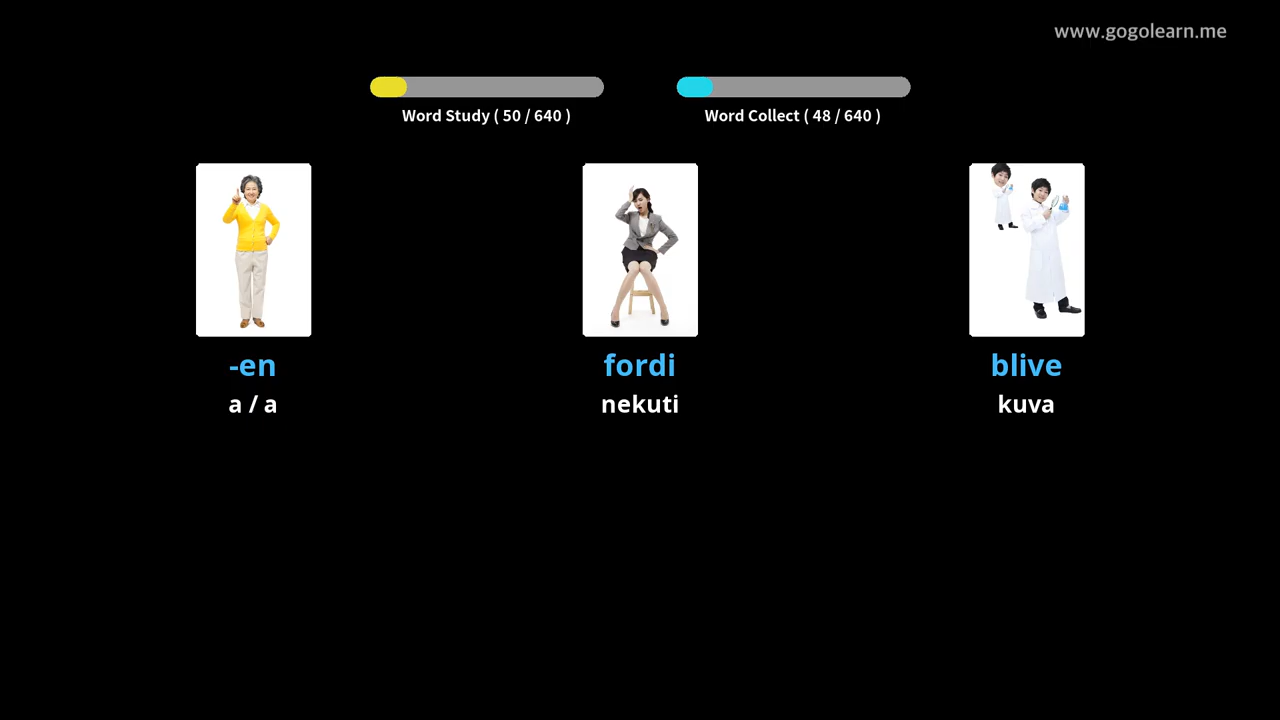 www.gogolearn.me
Word Study ( 50 / 640 )
Word Collect ( 48 / 640 )
-en
a / a
fordi
nekuti
blive
kuva